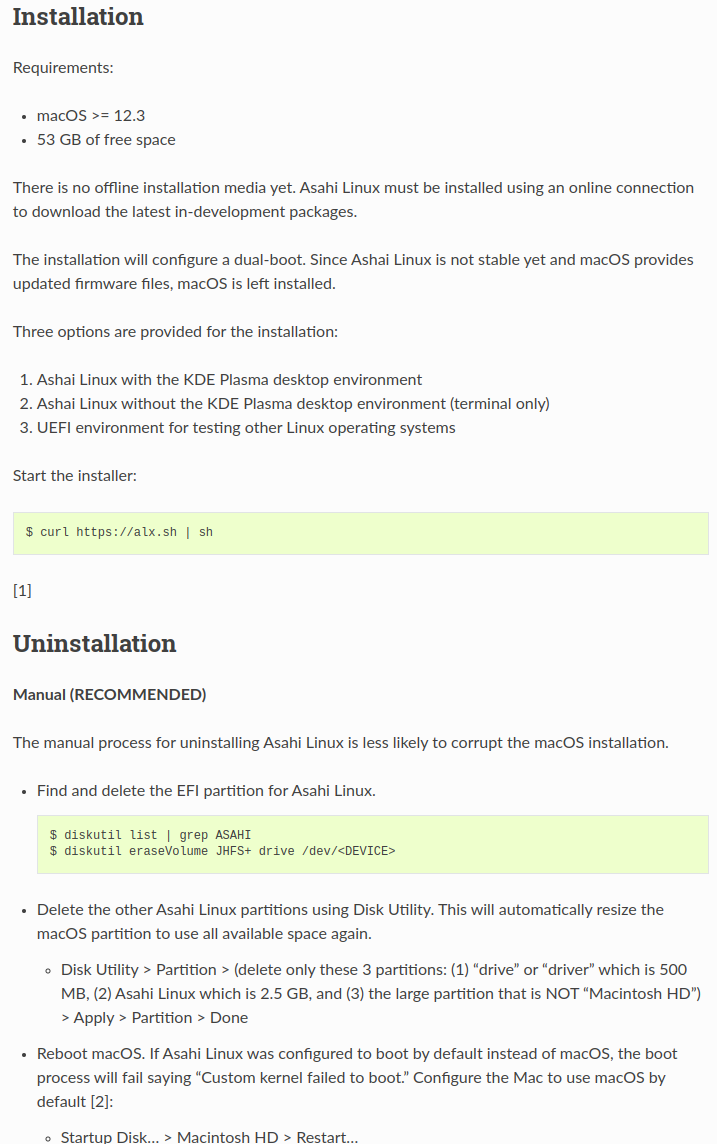 Installation
Requirements:
• macOS >= 12.3
• 53 GB of free space
There is no offline installation media yet. Asahi Linux must be installed using an online connection
to download the latest in-development packages.
The installation will configure a dual-boot. Since Ashai Linux is not stable yet and macOS provides
updated firmware files, macOS is left installed.
Three options are provided for the installation:
1. Ashai Linux with the KDE Plasma desktop environment
2. Ashai Linux without the KDE Plasma desktop environment (terminal only)
3. UEFI environment for testing other Linux operating systems
Start the installer:
$ curl https://alx.sh | sh
[1]
Uninstallation
Manual (RECOMMENDED)
The manual process for uninstalling Asahi Linux is less likely to corrupt the macOS installation.
• Find and delete the EFI partition for Asahi Linux.
$ diskutil list | grep ASAHI
$ diskutil eraseVolume JHFS+ drive /dev/<DEVICE>
• Delete the other Asahi Linux partitions using Disk Utility. This will automatically resize the
macOS partition to use all available space again.
◦ Disk Utility > Partition > (delete only these 3 partitions: (1) “drive” or “driver” which is 500
MB, (2) Asahi Linux which is 2.5 GB, and (3) the large partition that is NOT “Macintosh HD”)
> Apply > Partition > Done
• Reboot macOS. If Asahi Linux was configured to boot by default instead of macOS, the boot
process will fail saying “Custom kernel failed to boot.” Configure the Mac to use macOS by
default [2]:
◦ Startup Disk… > Macintosh HD > Restart…